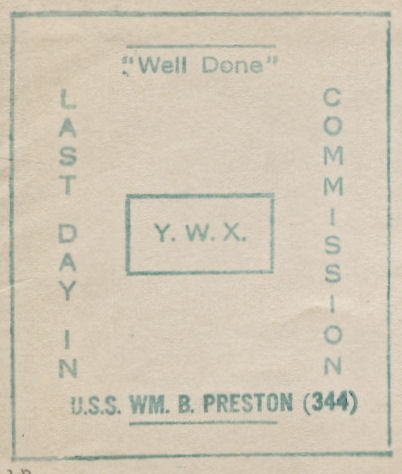 "Well Done"
LAST DAY IN
COMMISSION
Y. W. X.
U.S.S. WM. B. PRESTON (344)